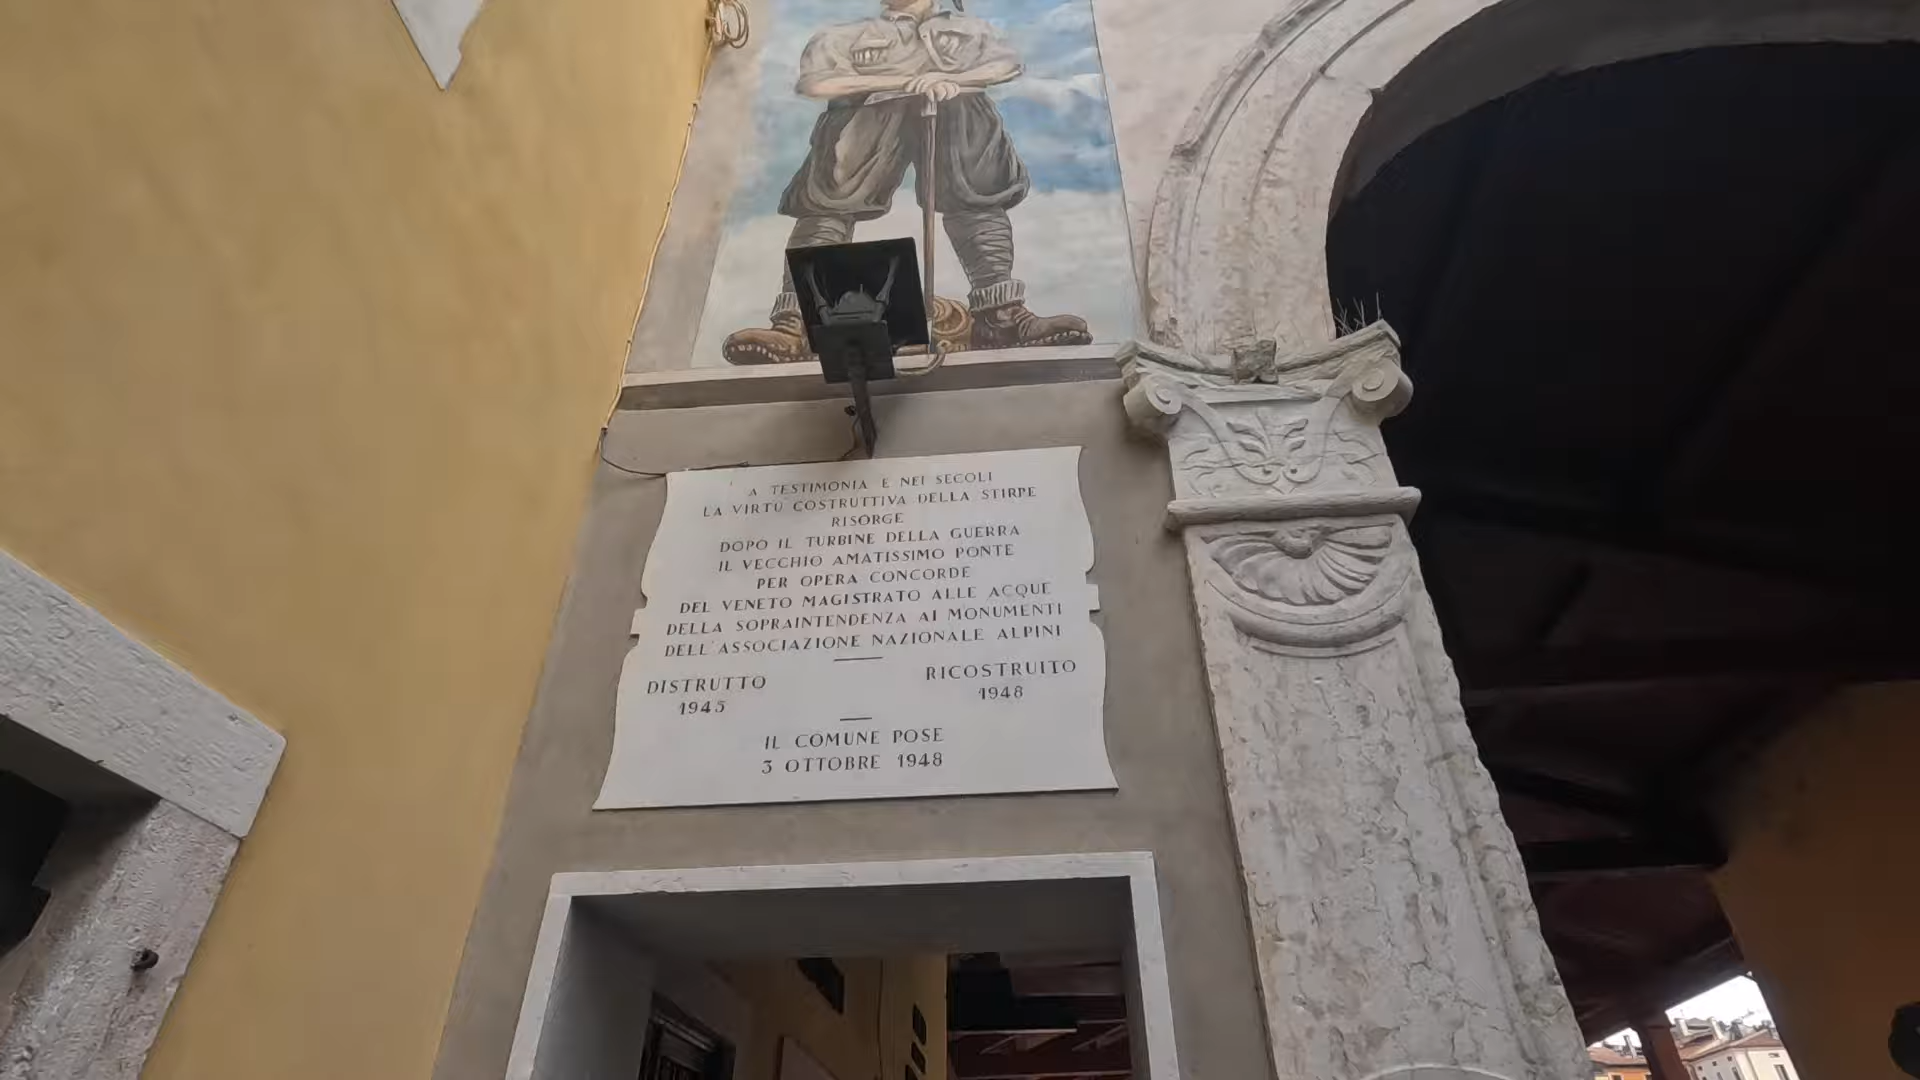 A TESTIMONIA E NEI SECOLI
LA VIRTÙ COSTRUTTIVA DELLA STIRPE
RISORGE
DOPO IL TURBINE DELLA GUERRA
IL VECCHIO AMATISSIMO PONTE
PER OPERA CONCORDE
DEL VENETO MAGISTRATO ALLE ACQUE
DELLA SOPRAINTENDENZA AI MONUMENTI
DELL'ASSOCIAZIONE NAZIONALE ALPINI
DISTRUTTO
1945
RICOSTRUITO
1948
IL COMUNE POSE
3 OTTOBRE 1948